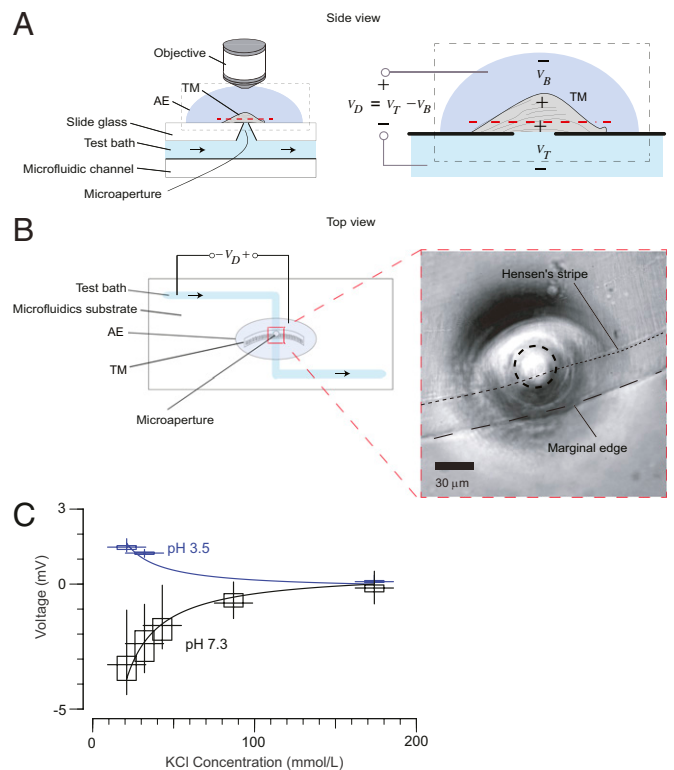 A
Side view
Objective
TM
AE
Slide glass
Test bath
Microfluidic channel
Microaperture
−
V_B
+
TM
V_D = V_T − V_B
+
−
+
V_T
−
B
Top view
−V_D+
Test bath
Microfluidics substrate
AE
TM
Microaperture
Hensen's stripe
Marginal edge
30 μm
C
3
0
-5
Voltage (mV)
pH 3.5
pH 7.3
0
100
200
KCl Concentration (mmol/L)